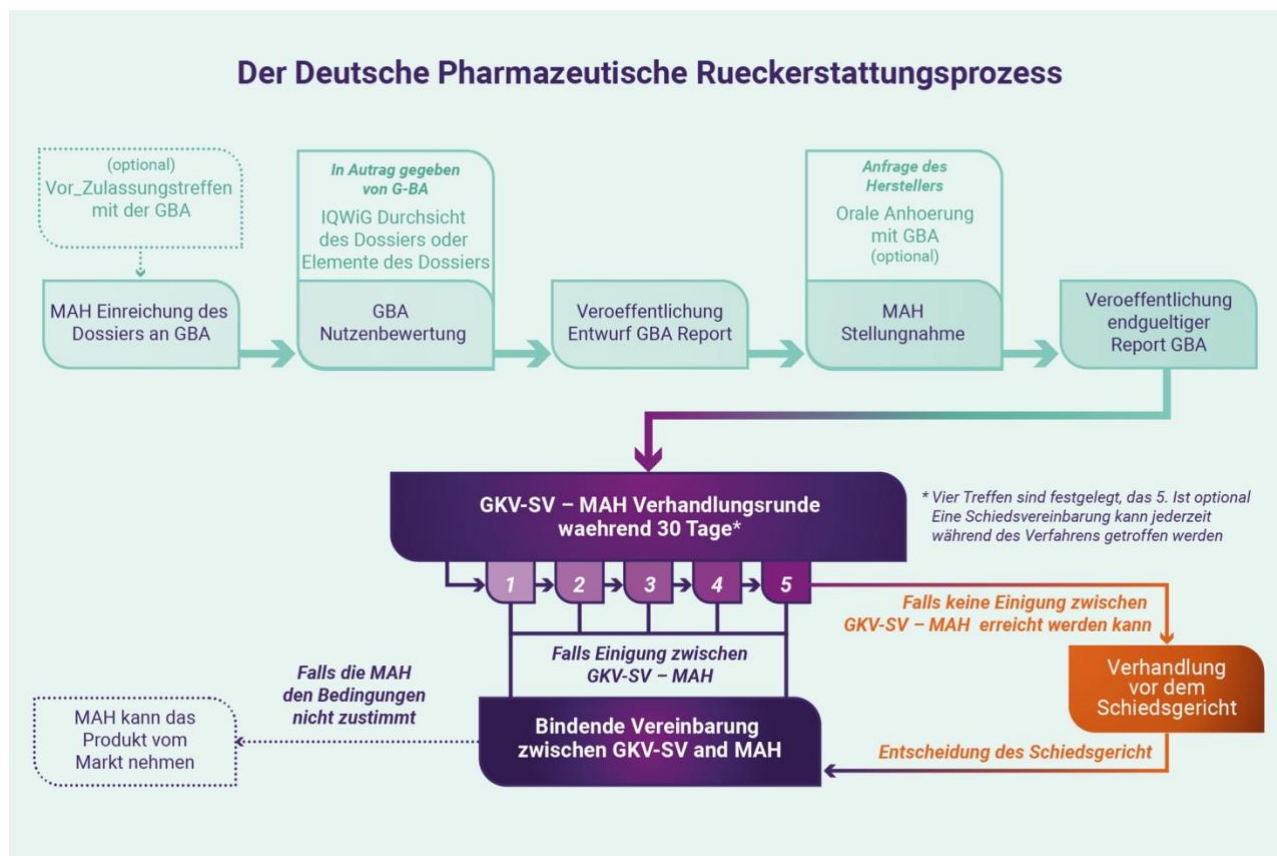 Der Deutsche Pharmazeutische Rueckerstattungsprozess
(optional)
Vor_Zulassungstreffen
mit der GBA
MAH Einreichung des
Dossiers an GBA
In Autrag gegeben
von G-BA
IQWiG Durchsicht
des Dossiers oder
Elemente des Dossiers
GBA
Nutzenbewertung
Veroeffentlichung
Entwurf GBA Report
Anfrage des
Herstellers
Orale Anhoerung
mit GBA
(optional)
MAH
Stellungnahme
Veroeffentlichung
endgueltiger
Report GBA
GKV-SV – MAH Verhandlungsrunde
waehrend 30 Tage*
* Vier Treffen sind festgelegt, das 5. Ist optional
Eine Schiedsvereinbarung kann jederzeit
während des Verfahrens getroffen werden
1 2 3 4 5
Falls keine Einigung zwischen
GKV-SV – MAH erreicht werden kann
Falls Einigung zwischen
GKV-SV – MAH
Verhandlung
vor dem
Schiedsgericht
Falls die MAH
den Bedingungen
nicht zustimmt
MAH kann das
Produkt vom
Markt nehmen
Bindende Vereinbarung
zwischen GKV-SV and MAH
Entscheidung des Schiedsgericht